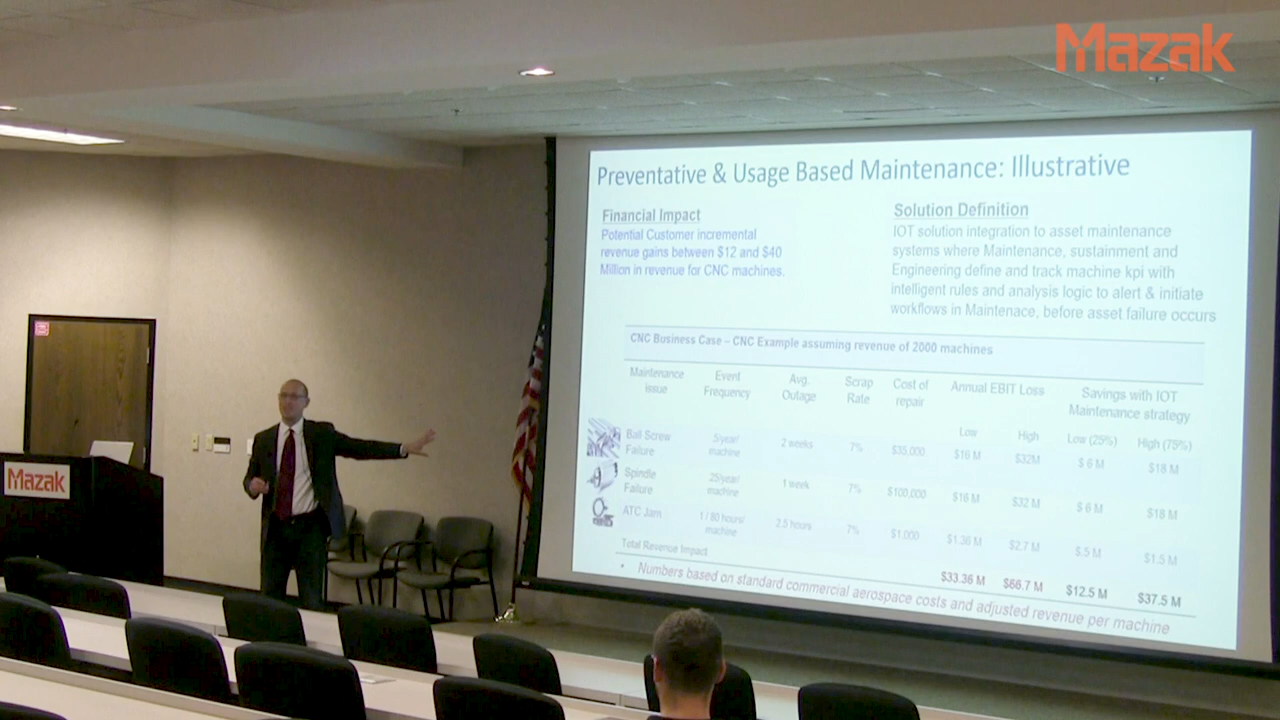 Mazak
Preventative & Usage Based Maintenance: Illustrative
Financial Impact
Potential Customer incremental
revenue gains between $12 and $40
Million in revenue for CNC machines.
Solution Definition
IOT solution integration to asset maintenance
systems where Maintenance, sustainment and
Engineering define and track machine kpi with
intelligent rules and analysis logic to alert & initiate
workflows in Maintenace, before asset failure occurs
CNC Business Case – CNC Example assuming revenue of 2000 machines
Maintenance issue Event Frequency Avg. Outage Scrap Rate Cost of repair Annual EBIT Loss Savings with IOT Maintenance strategy
Low High Low (25%) High (75%)
Ball Screw Failure 5/year/ machine 2 weeks 7% $35,000 $16 M $32M $ 6 M $18 M
Spindle Failure 25/year/ machine 1 week 7% $100,000 $16 M $32 M $ 6 M $18 M
ATC Jam 1 / 80 hours/ machine 2.5 hours 7% $1,000 $1.36 M $2.7 M $.5 M $1.5 M
Total Revenue Impact $33.36 M $66.7 M $12.5 M $37.5 M
• Numbers based on standard commercial aerospace costs and adjusted revenue per machine
Mazak